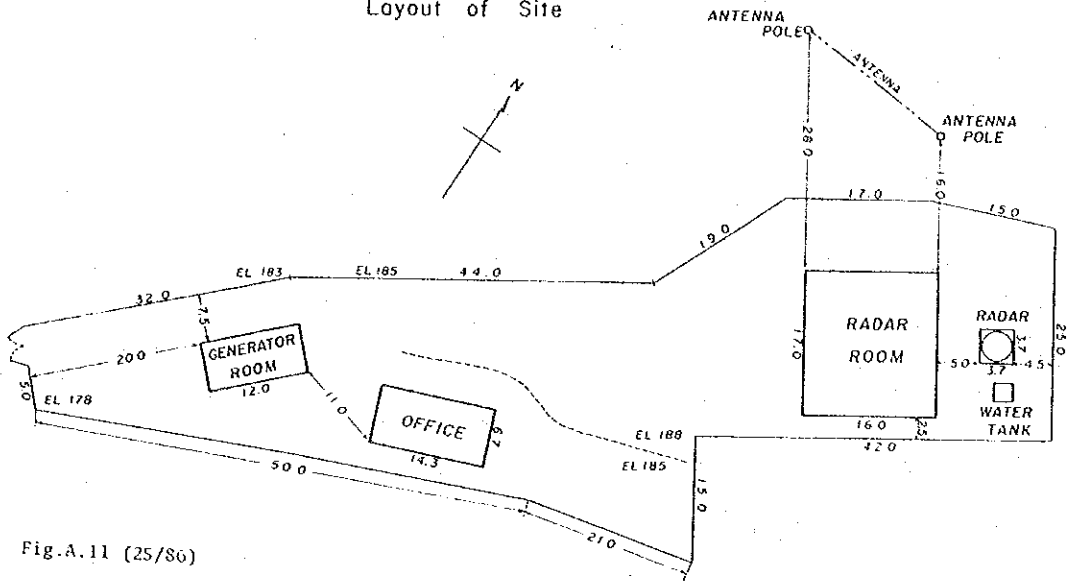 Layout of Site
ANTENNA
POLE
N
ANTENNA
ANTENNA
POLE
28.0
16.0
17.0
15.0
19.0
EL 183
EL 185
44.0
32.0
7.5
RADAR
ROOM
RADAR
3.7
3.7
17.0
25.0
20.0
GENERATOR
ROOM
12.0
5.0
4.5
5.0
11.0
EL 178
OFFICE
6.7
14.3
WATER
TANK
16.0
2.5
42.0
EL 188
EL 185
50.0
15.0
21.0
Fig.A.11 (25/86)